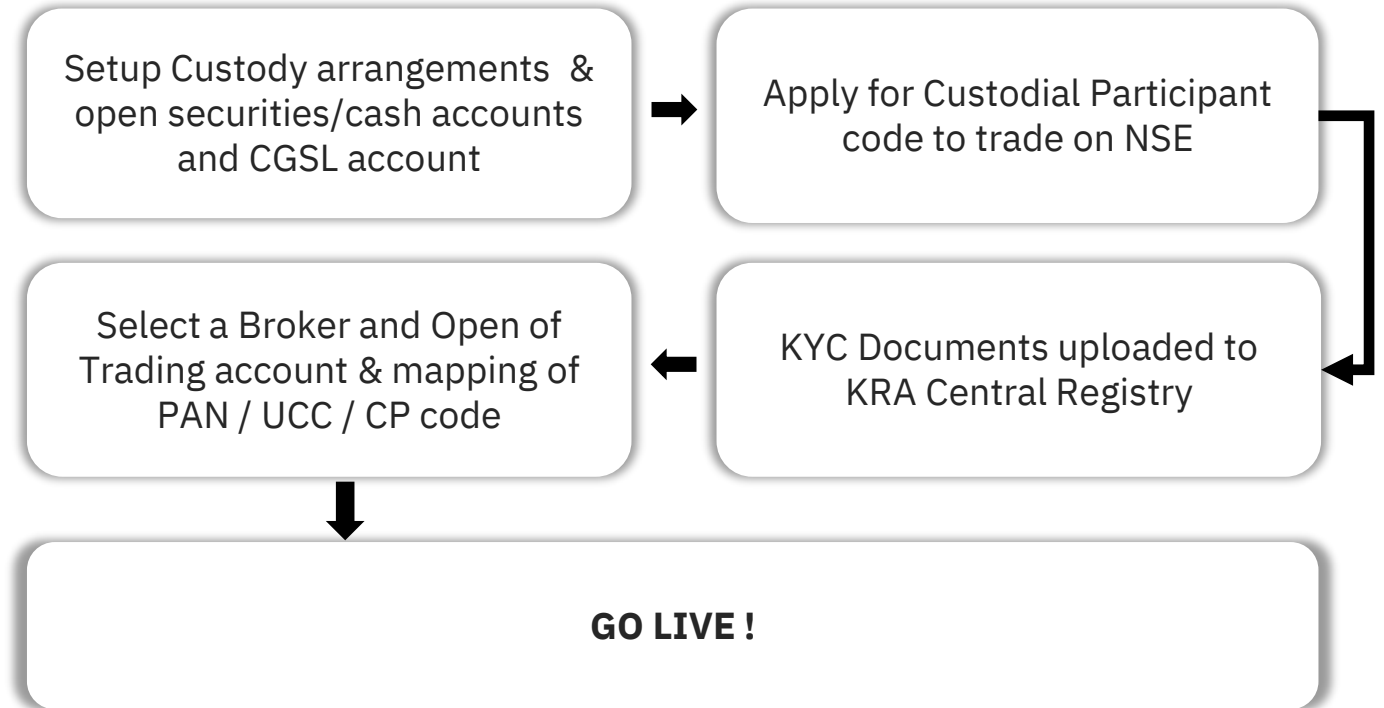 Setup Custody arrangements  &
open securities/cash accounts
and CGSL account
Apply for Custodial Participant
code to trade on NSE
KYC Documents uploaded to
KRA Central Registry
Select a Broker and Open of
Trading account & mapping of
PAN / UCC / CP code
GO LIVE !